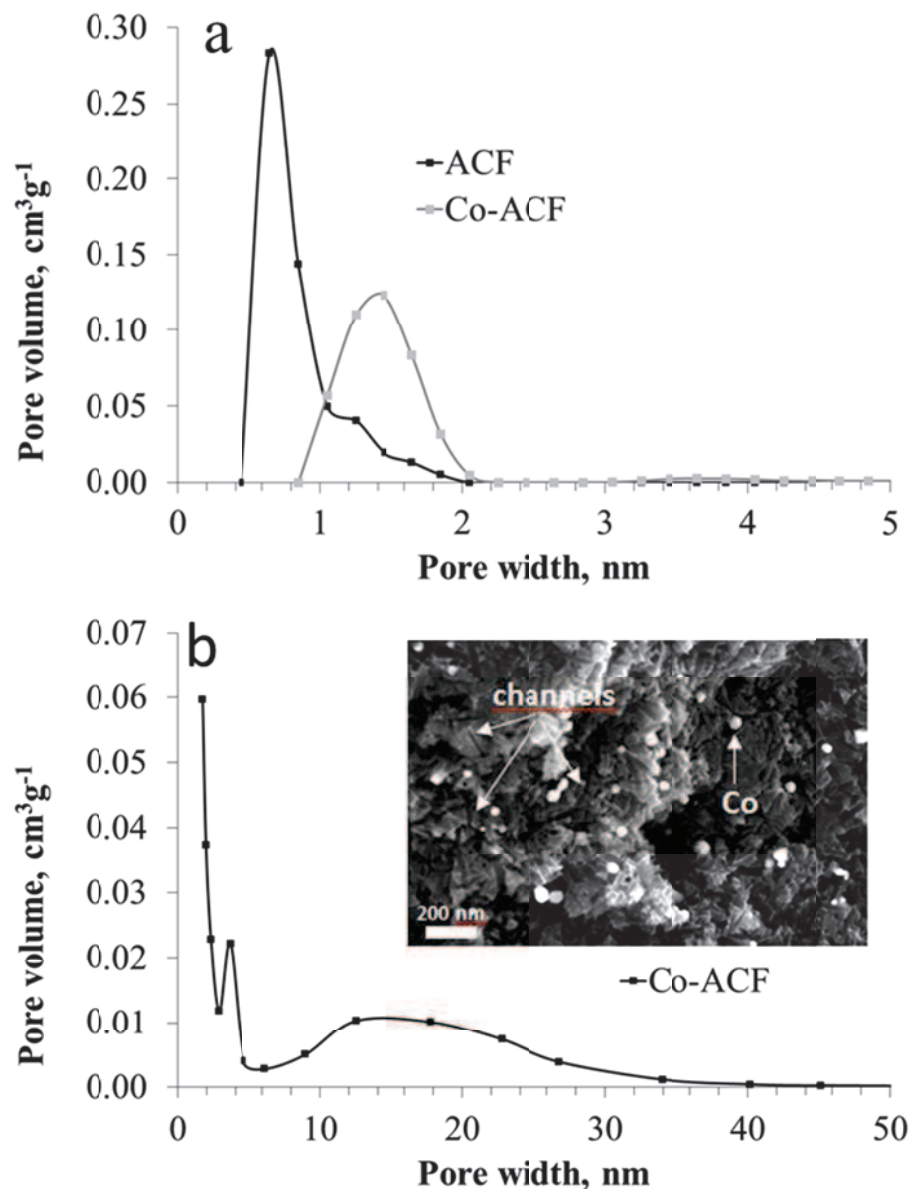 a
0.30
0.25
0.20
0.15
0.10
0.05
0.00
Pore volume, cm³g⁻¹
ACF
Co-ACF
0 1 2 3 4 5
Pore width, nm
b
0.07
0.06
0.05
0.04
0.03
0.02
0.01
0.00
Pore volume, cm³g⁻¹
channels
Co
200 nm
Co-ACF
0 10 20 30 40 50
Pore width, nm